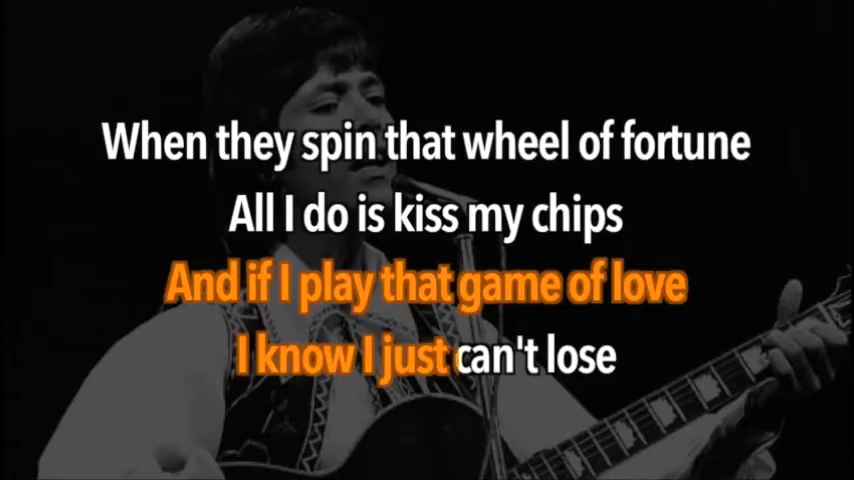 When they spin that wheel of fortune
All I do is kiss my chips
And if I play that game of love
I know I just can't lose